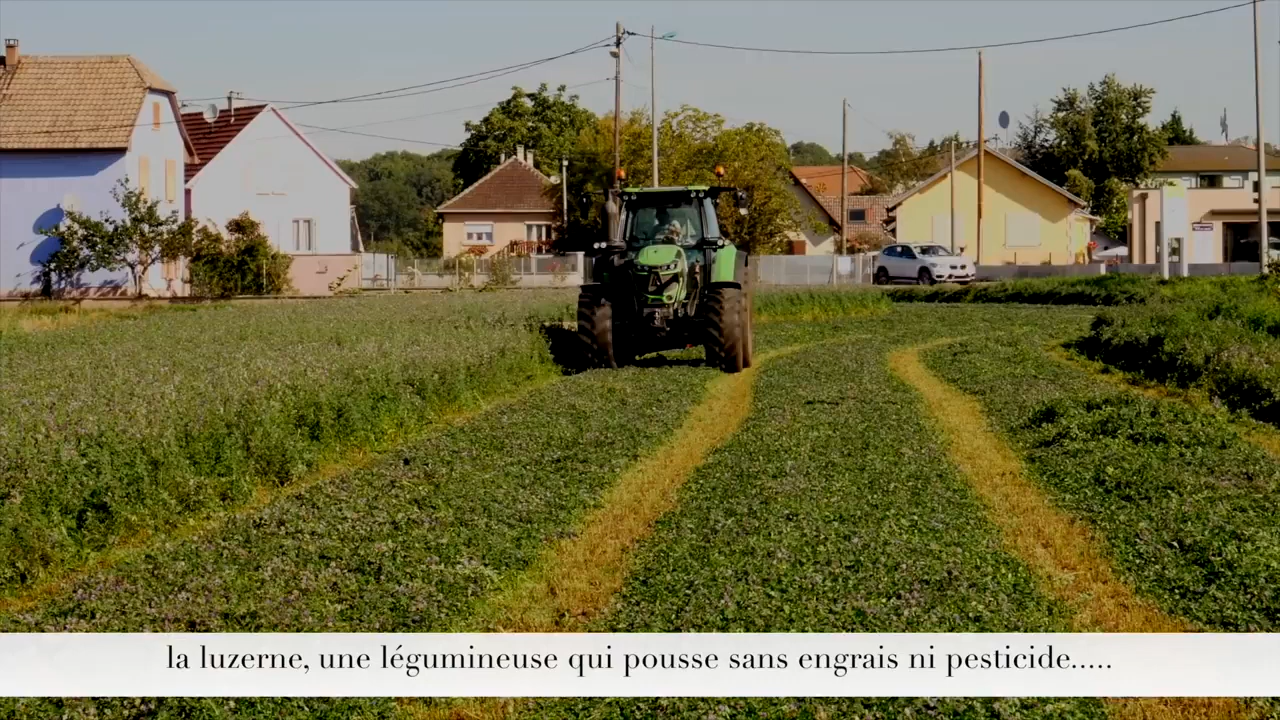 la luzerne, une légumineuse qui pousse sans engrais ni pesticide.....